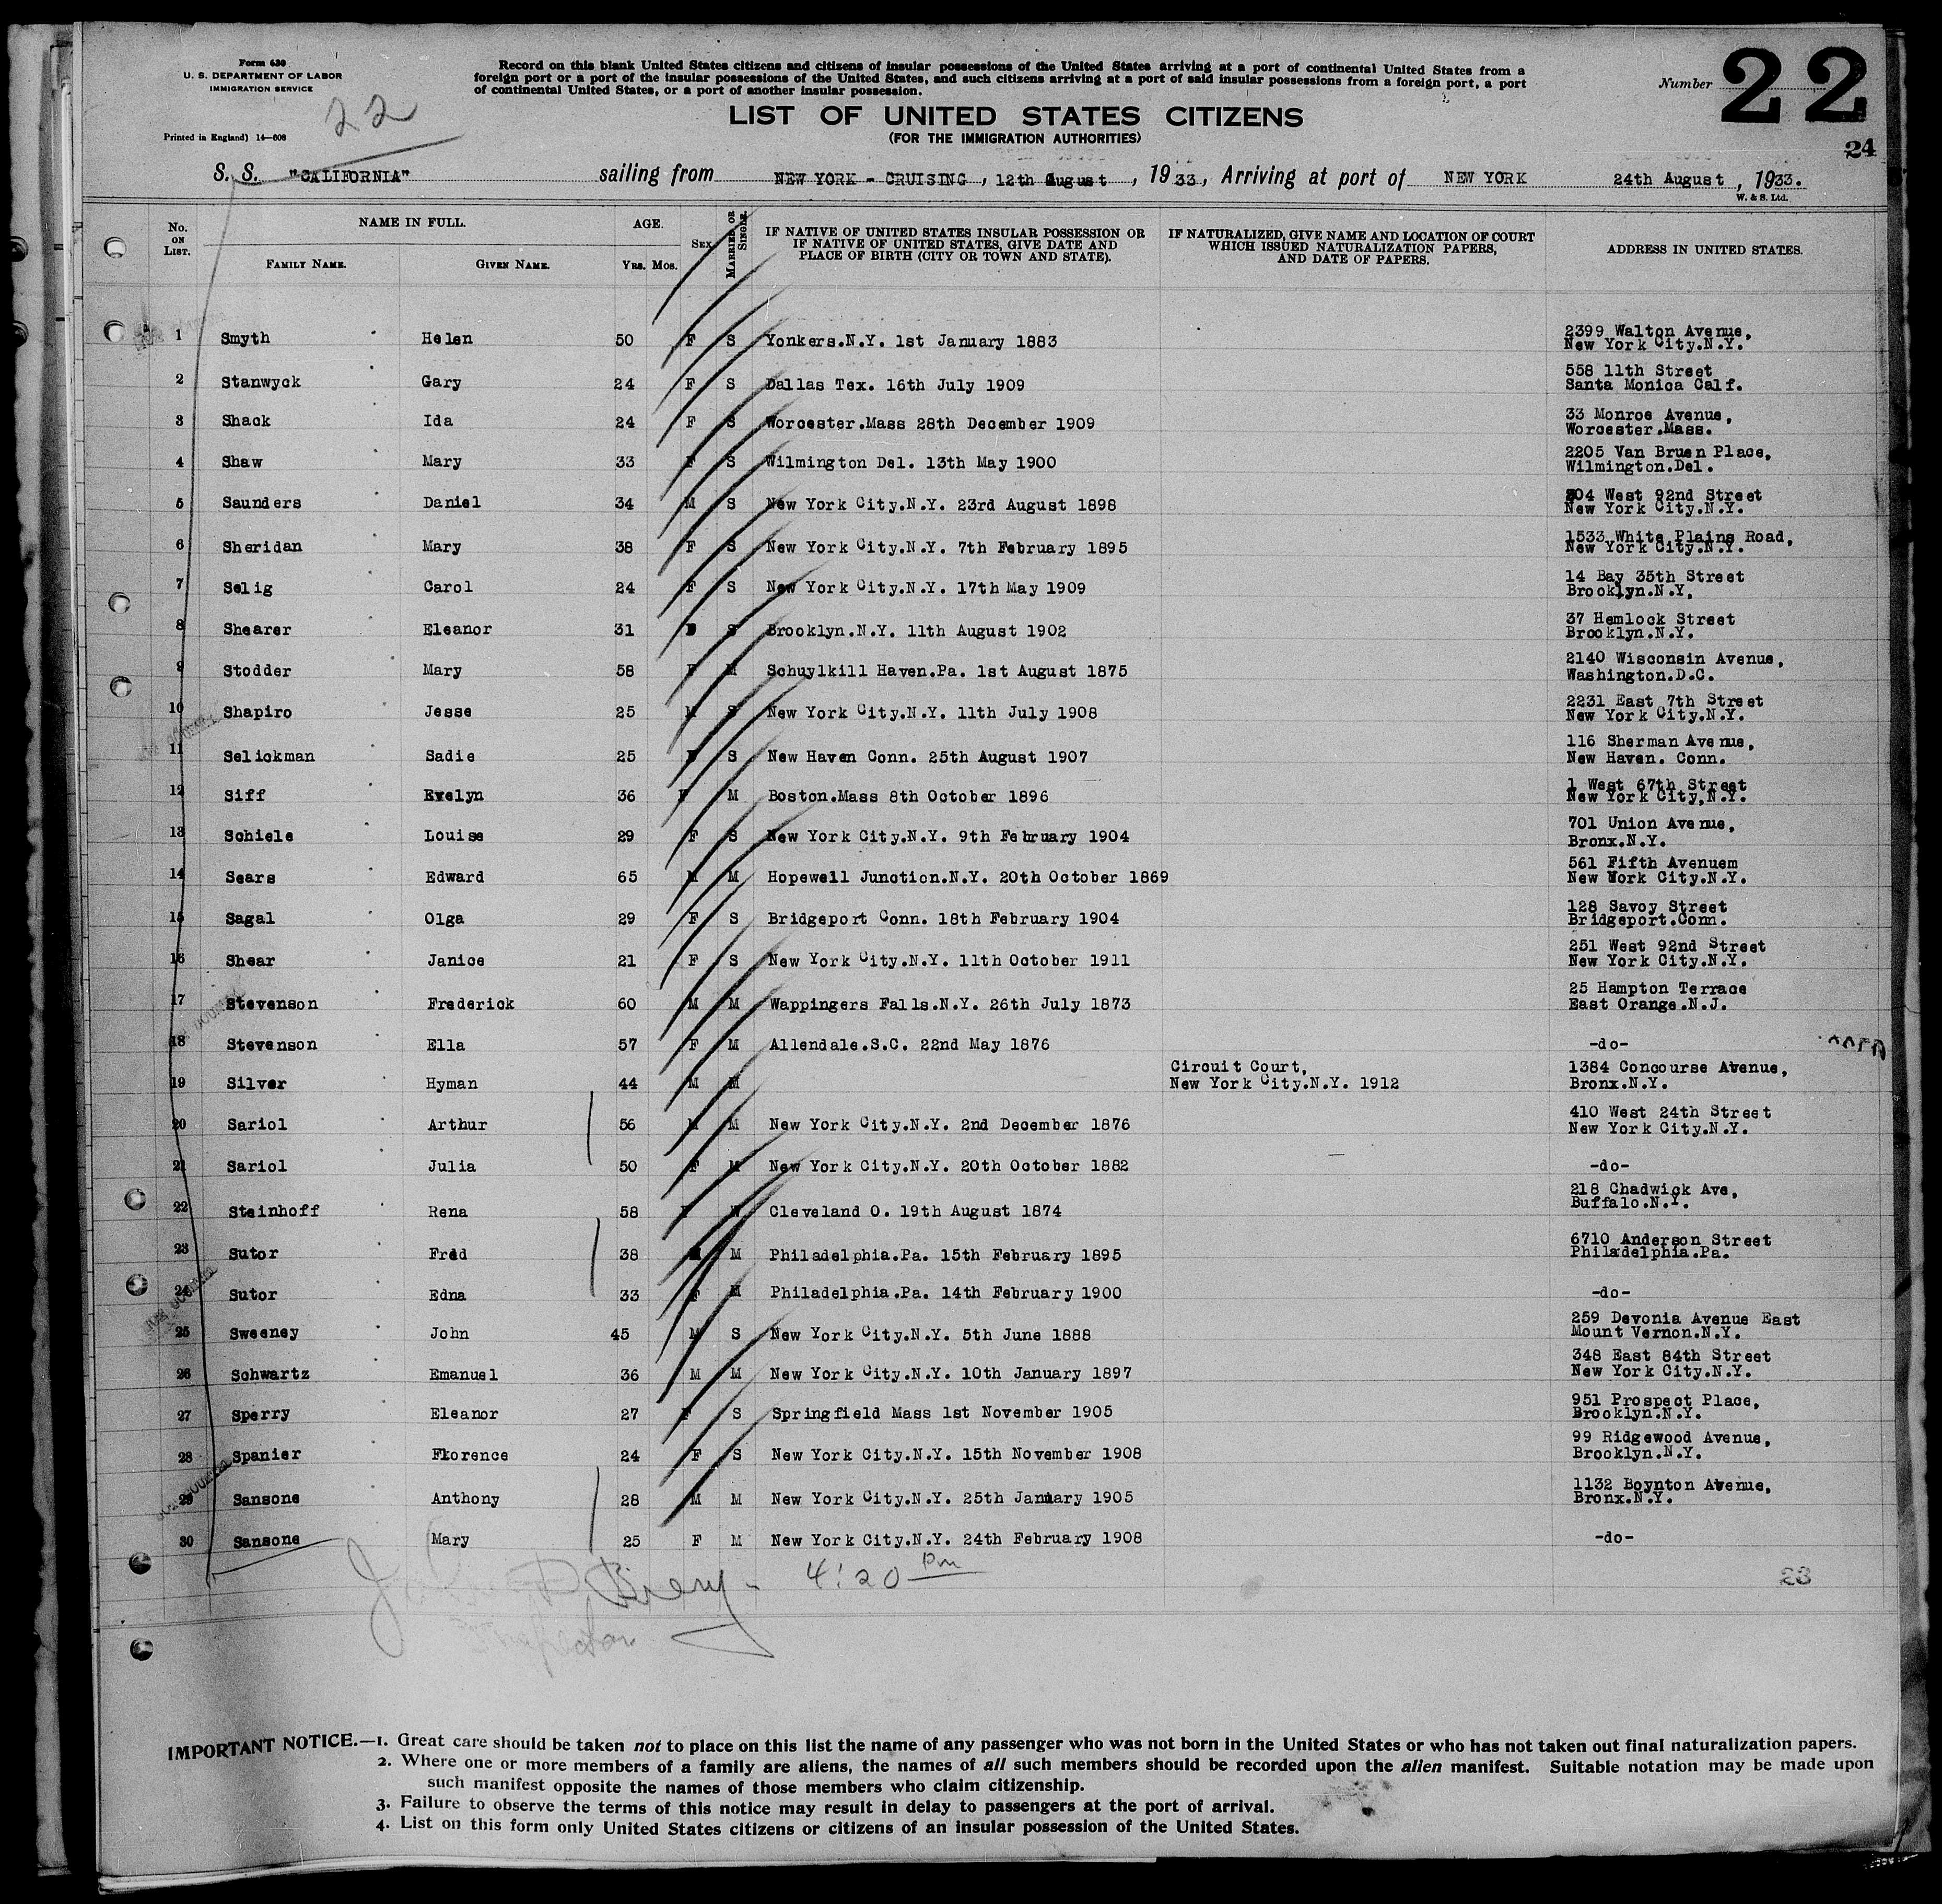 Form 630
U. S. DEPARTMENT OF LABOR
IMMIGRATION SERVICE
Printed in England) 14—608
22
Record on this blank United States citizens and citizens of insular possessions of the United States arriving at a port of continental United States from a
foreign port or a port of the insular possessions of the United States, and such citizens arriving at a port of said insular possessions from a foreign port, a port
of continental United States, or a port of another insular possession.
Number 22
24
LIST OF UNITED STATES CITIZENS
(FOR THE IMMIGRATION AUTHORITIES)
S. S. "CALIFORNIA" sailing from NEW YORK - CRUISING , 12th August , 1933, Arriving at port of NEW YORK 24th August , 1933.
W. & S. Ltd.
No. ON LIST. NAME IN FULL. FAMILY NAME. GIVEN NAME. AGE. YRS. MOS. SEX. MARRIED OR SINGLE. IF NATIVE OF UNITED STATES INSULAR POSSESSION OR IF NATIVE OF UNITED STATES, GIVE DATE AND PLACE OF BIRTH (CITY OR TOWN AND STATE). IF NATURALIZED, GIVE NAME AND LOCATION OF COURT WHICH ISSUED NATURALIZATION PAPERS, AND DATE OF PAPERS. ADDRESS IN UNITED STATES.
1 Smyth Helen 50 F S Yonkers.N.Y. 1st January 1883 2399 Walton Avenue,
New York City.N.Y.
2 Stanwyck Gary 24 F S Dallas Tex. 16th July 1909 558 11th Street
Santa Monica Calf.
3 Shack Ida 24 F S Worcester.Mass 28th December 1909 33 Monroe Avenue,
Worcester.Mass.
4 Shaw Mary 33 F S Wilmington Del. 13th May 1900 2205 Van Bruen Place,
Wilmington.Del.
5 Saunders Daniel 34 M S New York City.N.Y. 23rd August 1898 304 West 92nd Street
New York City.N.Y.
6 Sheridan Mary 38 F S New York City.N.Y. 7th February 1895 1533 White Plains Road,
New York City.N.Y.
7 Selig Carol 24 F S New York City.N.Y. 17th May 1909 14 Bay 35th Street
Brooklyn.N.Y.
8 Shearer Eleanor 31 S Brooklyn.N.Y. 11th August 1902 37 Hemlock Street
Brooklyn.N.Y.
9 Stodder Mary 58 F M Schuylkill Haven.Pa. 1st August 1875 2140 Wisconsin Avenue,
Washington.D.C.
10 Shapiro Jesse 25 M S New York City.N.Y. 11th July 1908 2231 East 7th Street
New York City.N.Y.
11 Selickman Sadie 25 F S New Haven Conn. 25th August 1907 116 Sherman Avenue,
New Haven. Conn.
12 Siff Evelyn 36 F M Boston.Mass 8th October 1896 1 West 67th Street
New York City,N.Y.
13 Schiele Louise 29 F S New York City.N.Y. 9th February 1904 701 Union Avenue,
Bronx.N.Y.
14 Sears Edward 65 M M Hopewell Junction.N.Y. 20th October 1869 561 Fifth Avenuem
New York City.N.Y.
15 Sagal Olga 29 F S Bridgeport Conn. 18th February 1904 128 Savoy Street
Bridgeport.Conn.
16 Shear Janice 21 F S New York City.N.Y. 11th October 1911 251 West 92nd Street
New York City.N.Y.
17 Stevenson Frederick 60 M M Wappingers Falls.N.Y. 26th July 1873 25 Hampton Terrace
East Orange.N.J.
18 Stevenson Ella 57 F M Allendale.S.C. 22nd May 1876 -do-
19 Silver Hyman 44 M M Circuit Court, 1384 Concourse Avenue,
New York City.N.Y. 1912 Bronx.N.Y.
20 Sariol Arthur 56 M M New York City.N.Y. 2nd December 1876 410 West 24th Street
New York City.N.Y.
21 Sariol Julia 50 F M New York City.N.Y. 20th October 1882 -do-
22 Steinhoff Rena 58 F W Cleveland O. 19th August 1874 218 Chadwick Ave,
Buffalo.N.Y.
23 Sutor Fred 38 M M Philadelphia.Pa. 15th February 1895 6710 Anderson Street
Philadelphia.Pa.
24 Sutor Edna 33 F M Philadelphia.Pa. 14th February 1900 -do-
25 Sweeney John 45 M S New York City.N.Y. 5th June 1888 259 Devonia Avenue East
Mount Vernon.N.Y.
26 Schwartz Emanuel 36 M M New York City.N.Y. 10th January 1897 348 East 84th Street
New York City.N.Y.
27 Sperry Eleanor 27 F S Springfield Mass 1st November 1905 951 Prospect Place,
Brooklyn.N.Y.
28 Spanier Florence 24 F S New York City.N.Y. 15th November 1908 99 Ridgewood Avenue,
Brooklyn.N.Y.
29 Sansone Anthony 28 M M New York City.N.Y. 25th January 1905 1132 Boynton Avenue,
Bronx.N.Y.
30 Sansone Mary 25 F M New York City.N.Y. 24th February 1908 -do-
4:20 Pm
23
Inspector
IMPORTANT NOTICE.—1. Great care should be taken not to place on this list the name of any passenger who was not born in the United States or who has not taken out final naturalization papers.
2. Where one or more members of a family are aliens, the names of all such members should be recorded upon the alien manifest. Suitable notation may be made upon
such manifest opposite the names of those members who claim citizenship.
3. Failure to observe the terms of this notice may result in delay to passengers at the port of arrival.
4. List on this form only United States citizens or citizens of an insular possession of the United States.